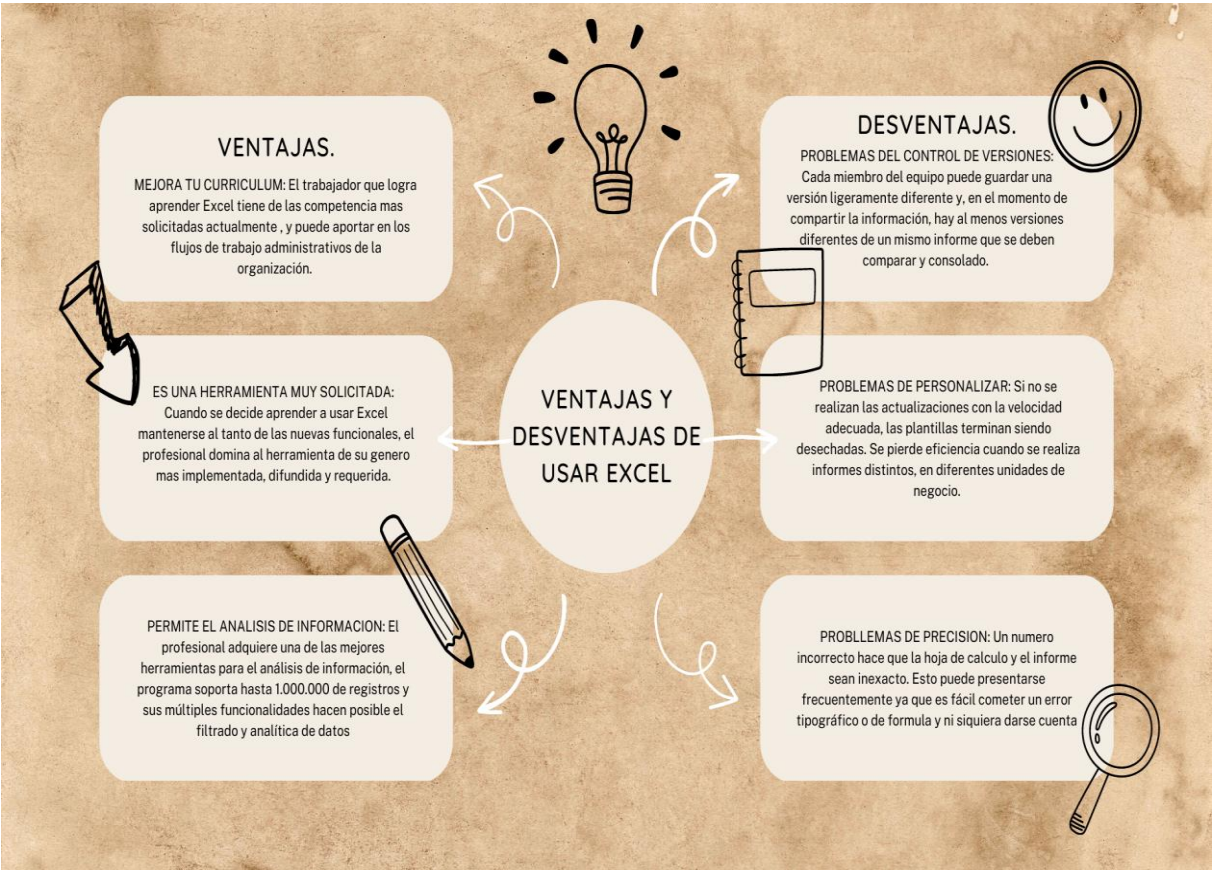 VENTAJAS.
MEJORA TU CURRICULUM: El trabajador que logra
aprender Excel tiene de las competencia mas
solicitadas actualmente , y puede aportar en los
flujos de trabajo administrativos de la
organización.
ES UNA HERRAMIENTA MUY SOLICITADA:
Cuando se decide aprender a usar Excel
mantenerse al tanto de las nuevas funcionales, el
profesional domina al herramienta de su genero
mas implementada, difundida y requerida.
PERMITE EL ANALISIS DE INFORMACION: El
profesional adquiere una de las mejores
herramientas para el análisis de información, el
programa soporta hasta 1.000.000 de registros y
sus múltiples funcionalidades hacen posible el
filtrado y analítica de datos
VENTAJAS Y
DESVENTAJAS DE
USAR EXCEL
DESVENTAJAS.
PROBLEMAS DEL CONTROL DE VERSIONES:
Cada miembro del equipo puede guardar una
versión ligeramente diferente y, en el momento de
compartir la información, hay al menos versiones
diferentes de un mismo informe que se deben
comparar y consolado.
PROBLEMAS DE PERSONALIZAR: Si no se
realizan las actualizaciones con la velocidad
adecuada, las plantillas terminan siendo
desechadas. Se pierde eficiencia cuando se realiza
informes distintos, en diferentes unidades de
negocio.
PROBLLEMAS DE PRECISION: Un numero
incorrecto hace que la hoja de calculo y el informe
sean inexacto. Esto puede presentarse
frecuentemente ya que es fácil cometer un error
tipográfico o de formula y ni siquiera darse cuenta